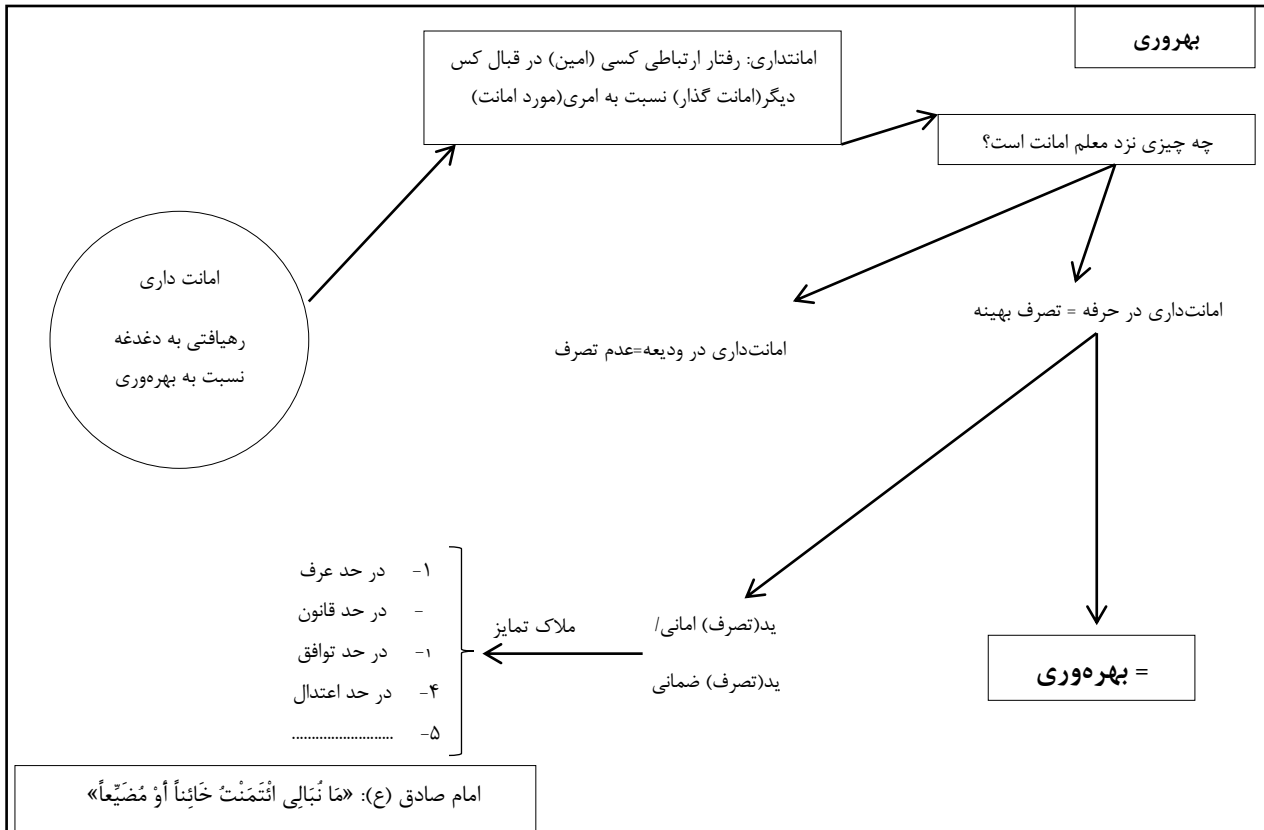 بهروری
امانتداری: رفتار ارتباطی کسی (امین) در قبال کس
دیگر(امانت گذار) نسبت به امری(مورد امانت)
چه چیزی نزد معلم امانت است؟
امانت داری
رهیافتی به دغدغه
نسبت به بهره‌وری
امانت‌داری در حرفه = تصرف بهینه
امانت‌داری در ودیعه=عدم تصرف
ید(تصرف) امانی/
ید(تصرف) ضمانی
ملاک تمایز
۱- در حد عرف
- در حد قانون
۱- در حد توافق
۴- در حد اعتدال
۵- ..........................
= بهره‌وری
امام صادق (ع): «مَا نُبَالِی ائْتَمَنْتُ خَائِناً أَوْ مُضَیِّعاً»